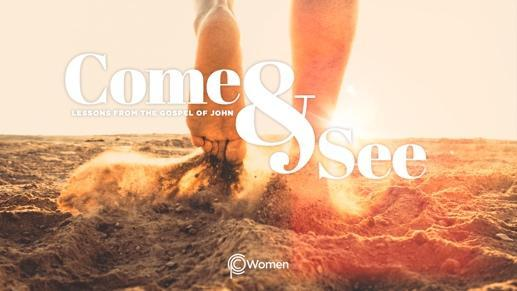 Come
&
See
LESSONS FROM THE GOSPEL OF JOHN
Women